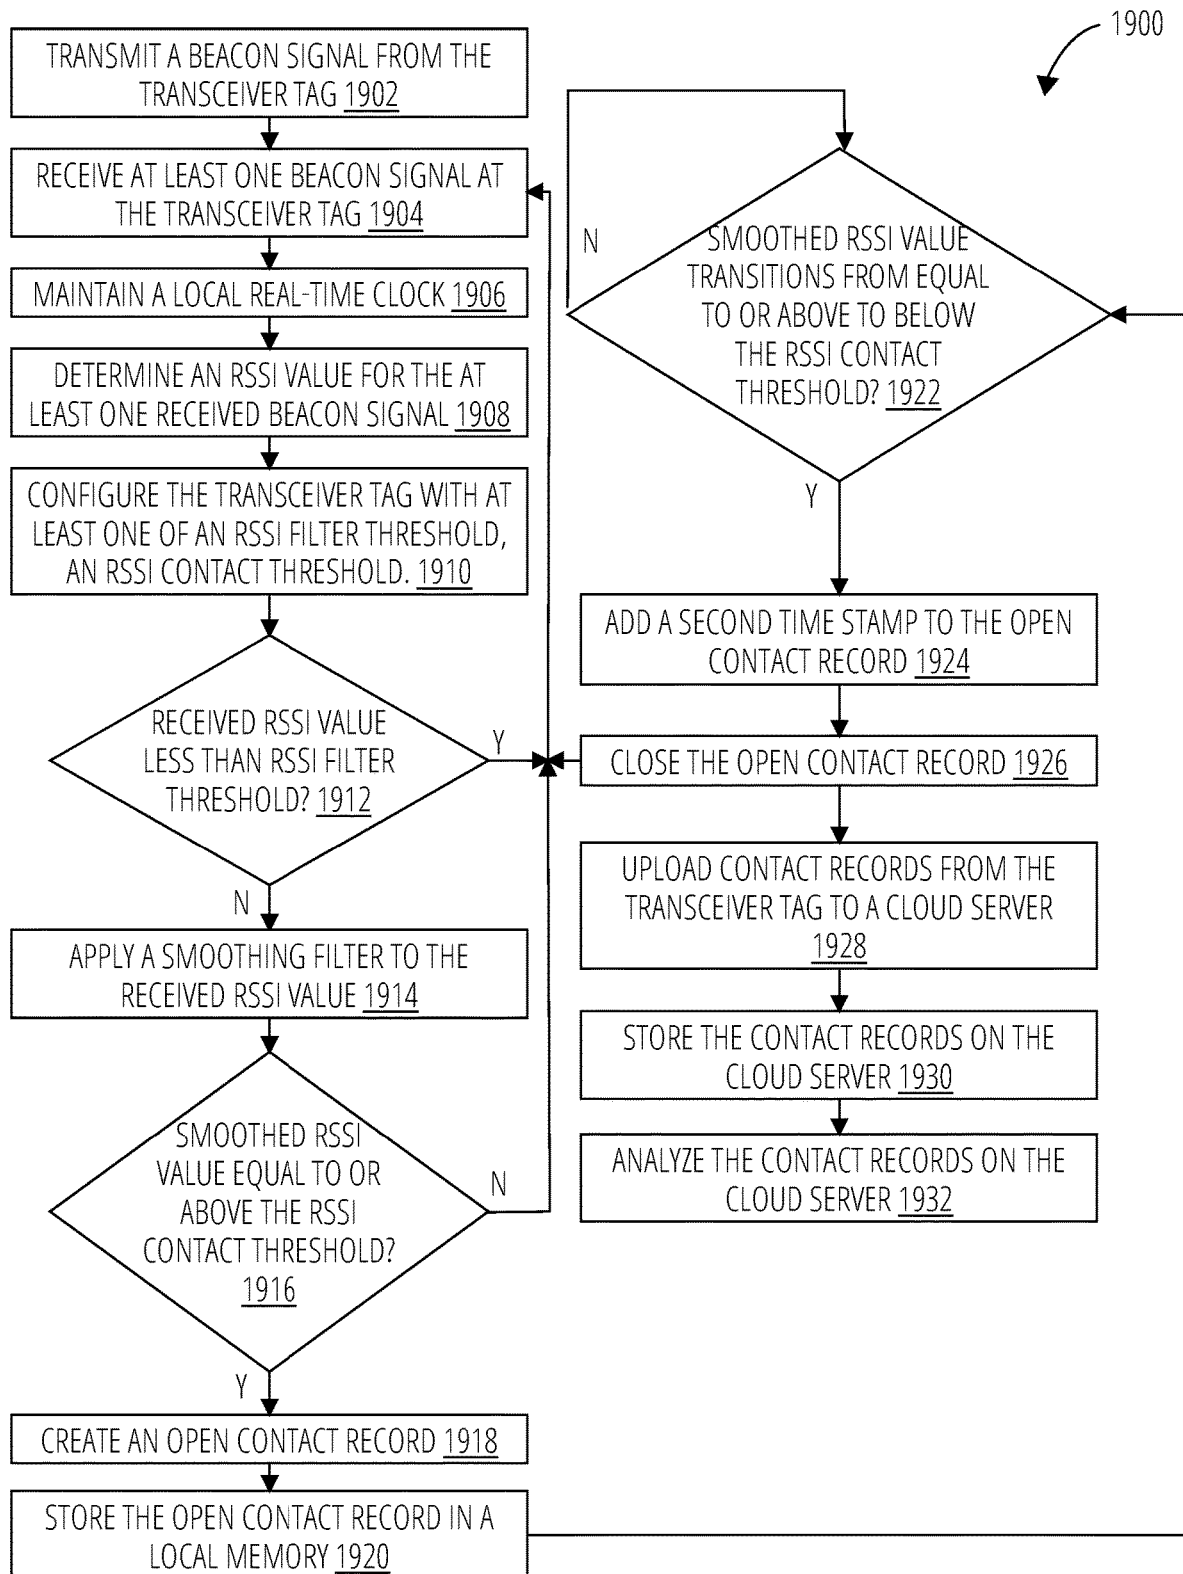 1900
TRANSMIT A BEACON SIGNAL FROM THE
TRANSCEIVER TAG 1902
RECEIVE AT LEAST ONE BEACON SIGNAL AT
THE TRANSCEIVER TAG 1904
MAINTAIN A LOCAL REAL-TIME CLOCK 1906
DETERMINE AN RSSI VALUE FOR THE AT
LEAST ONE RECEIVED BEACON SIGNAL 1908
CONFIGURE THE TRANSCEIVER TAG WITH AT
LEAST ONE OF AN RSSI FILTER THRESHOLD,
AN RSSI CONTACT THRESHOLD. 1910
RECEIVED RSSI VALUE
LESS THAN RSSI FILTER
THRESHOLD? 1912
Y
N
APPLY A SMOOTHING FILTER TO THE
RECEIVED RSSI VALUE 1914
SMOOTHED RSSI
VALUE EQUAL TO OR
ABOVE THE RSSI
CONTACT THRESHOLD?
1916
N
Y
CREATE AN OPEN CONTACT RECORD 1918
STORE THE OPEN CONTACT RECORD IN A
LOCAL MEMORY 1920
N
SMOOTHED RSSI VALUE
TRANSITIONS FROM EQUAL
TO OR ABOVE TO BELOW
THE RSSI CONTACT
THRESHOLD? 1922
Y
ADD A SECOND TIME STAMP TO THE OPEN
CONTACT RECORD 1924
CLOSE THE OPEN CONTACT RECORD 1926
UPLOAD CONTACT RECORDS FROM THE
TRANSCEIVER TAG TO A CLOUD SERVER
1928
STORE THE CONTACT RECORDS ON THE
CLOUD SERVER 1930
ANALYZE THE CONTACT RECORDS ON THE
CLOUD SERVER 1932